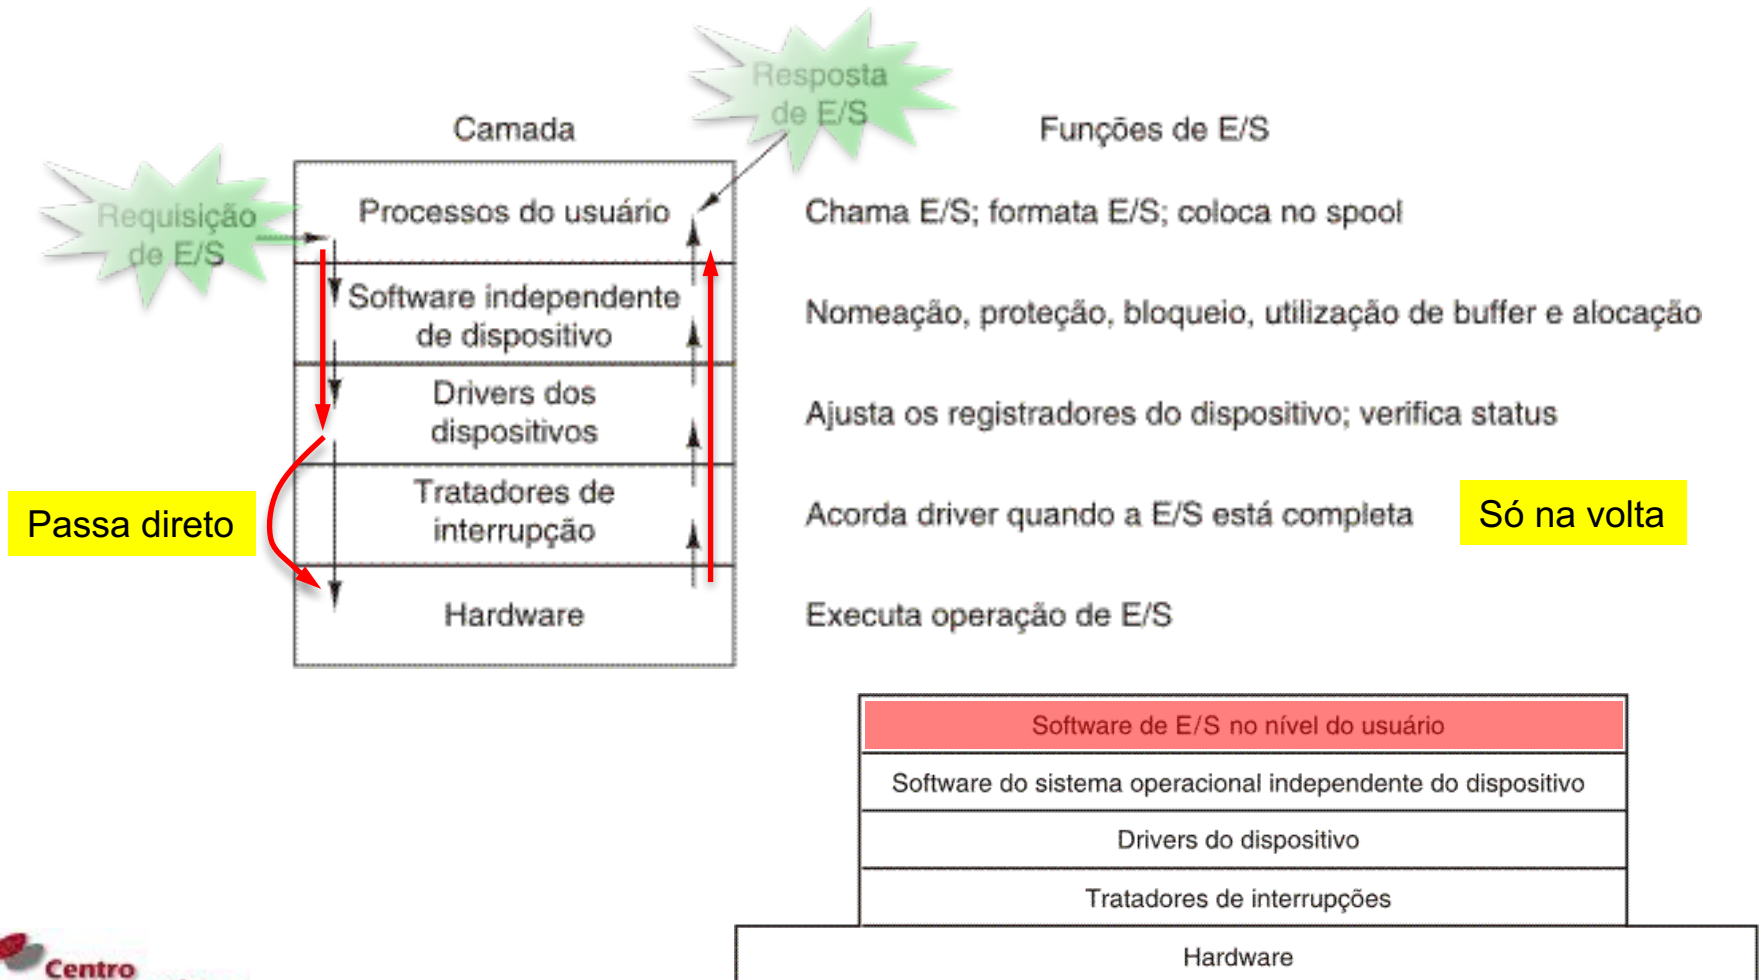 Resposta
de E/S
Camada
Funções de E/S
Requisição
de E/S
Processos do usuário
Chama E/S; formata E/S; coloca no spool
Software independente
de dispositivo
Nomeação, proteção, bloqueio, utilização de buffer e alocação
Drivers dos
dispositivos
Ajusta os registradores do dispositivo; verifica status
Passa direto
Tratadores de
interrupção
Acorda driver quando a E/S está completa
Só na volta
Hardware
Executa operação de E/S
Software de E/S no nível do usuário
Software do sistema operacional independente do dispositivo
Drivers do dispositivo
Tratadores de interrupções
Hardware
Centro